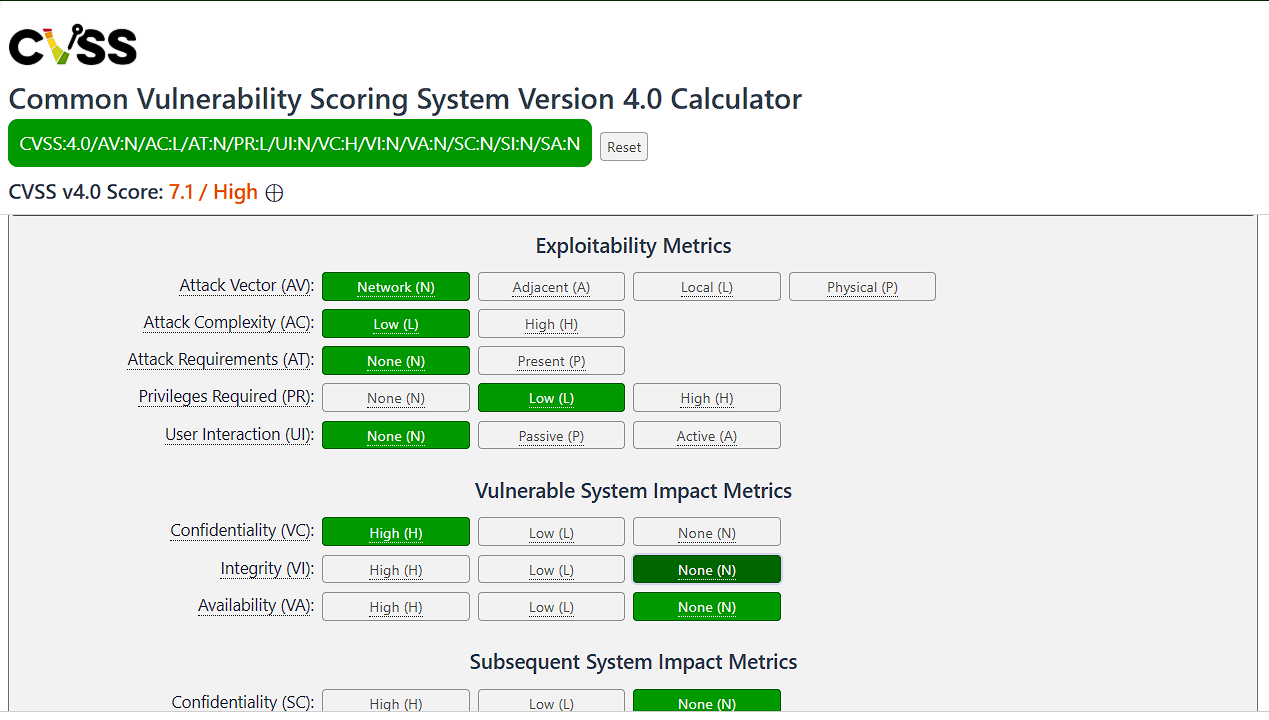 CVSS
Common Vulnerability Scoring System Version 4.0 Calculator
CVSS:4.0/AV:N/AC:L/AT:N/PR:L/UI:N/VC:H/VI:N/VA:N/SC:N/SI:N/SA:N Reset
CVSS v4.0 Score: 7.1 / High
Exploitability Metrics
Attack Vector (AV): Network (N) Adjacent (A) Local (L) Physical (P)
Attack Complexity (AC): Low (L) High (H)
Attack Requirements (AT): None (N) Present (P)
Privileges Required (PR): None (N) Low (L) High (H)
User Interaction (UI): None (N) Passive (P) Active (A)
Vulnerable System Impact Metrics
Confidentiality (VC): High (H) Low (L) None (N)
Integrity (VI): High (H) Low (L) None (N)
Availability (VA): High (H) Low (L) None (N)
Subsequent System Impact Metrics
Confidentiality (SC): High (H) Low (L) None (N)